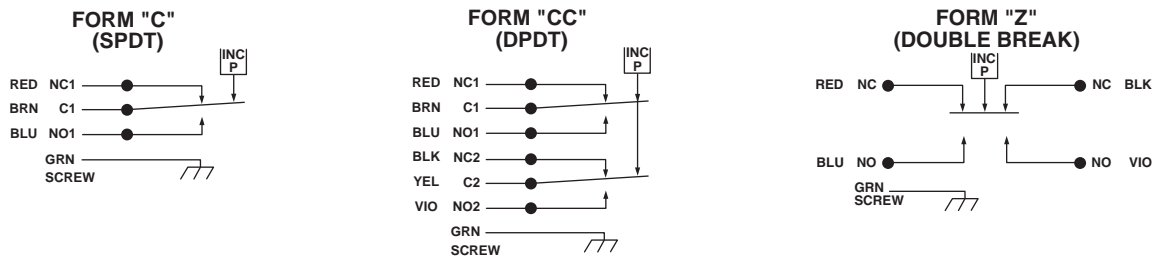 FORM "C"
(SPDT)
INC
P
RED NC1
BRN C1
BLU NO1
GRN
SCREW
FORM "CC"
(DPDT)
INC
P
RED NC1
BRN C1
BLU NO1
BLK NC2
YEL C2
VIO NO2
GRN
SCREW
FORM "Z"
(DOUBLE BREAK)
INC
P
RED NC
NC BLK
BLU NO
NO VIO
GRN
SCREW